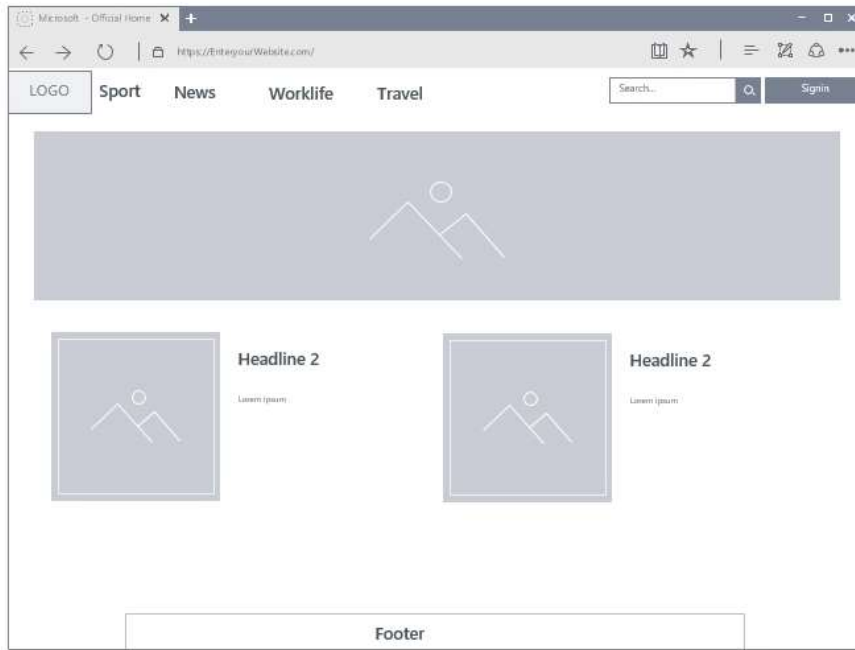 Microsoft - Official Home
https://EnteryourWebsite.com/
LOGO Sport News Worklife Travel Search... Signin
Headline 2 Headline 2
Lorem ipsum Lorem ipsum
Footer